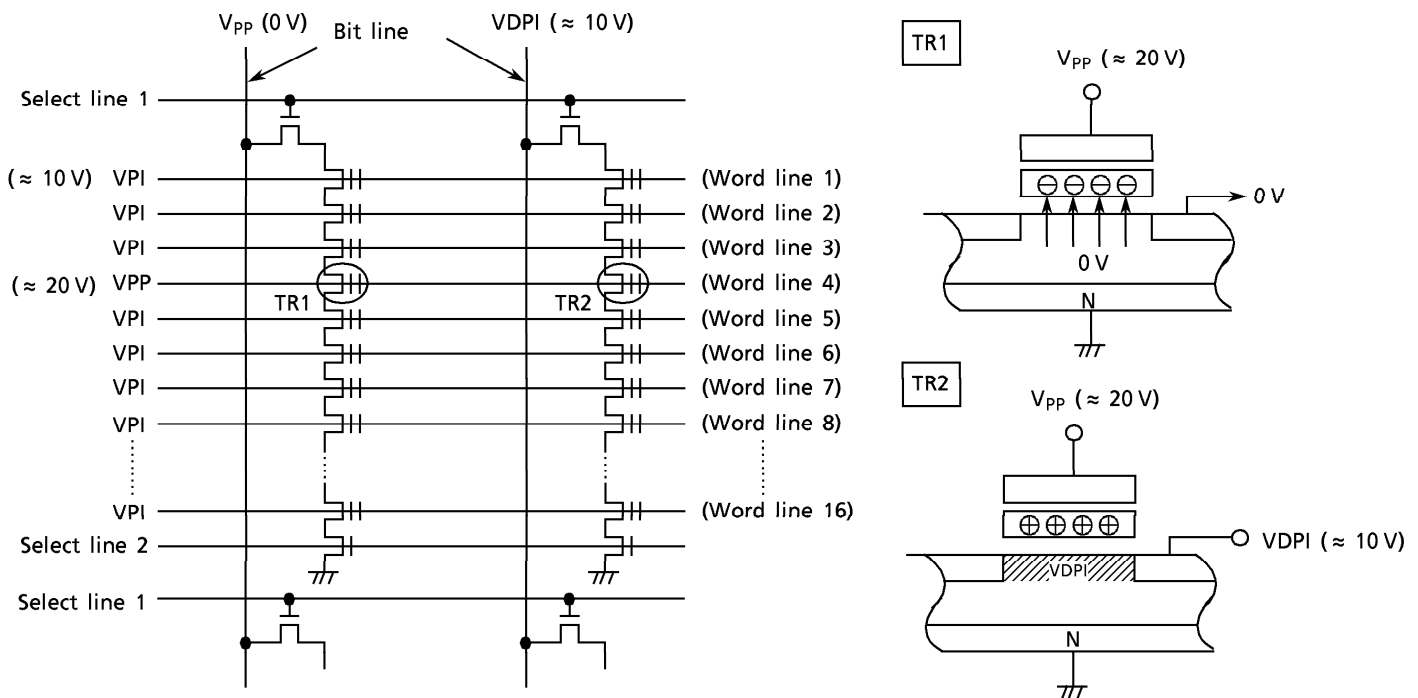 VPP (0 V)
Bit line
VDPI (≈ 10 V)
Select line 1
(≈ 10 V) VPI
(Word line 1)
VPI
(Word line 2)
VPI
(Word line 3)
(≈ 20 V) VPP
(Word line 4)
TR1
TR2
VPI
(Word line 5)
VPI
(Word line 6)
VPI
(Word line 7)
VPI
(Word line 8)
VPI
(Word line 16)
Select line 2
Select line 1
TR1
VPP (≈ 20 V)
0 V
0 V
N
TR2
VPP (≈ 20 V)
VDPI (≈ 10 V)
VDPI
N